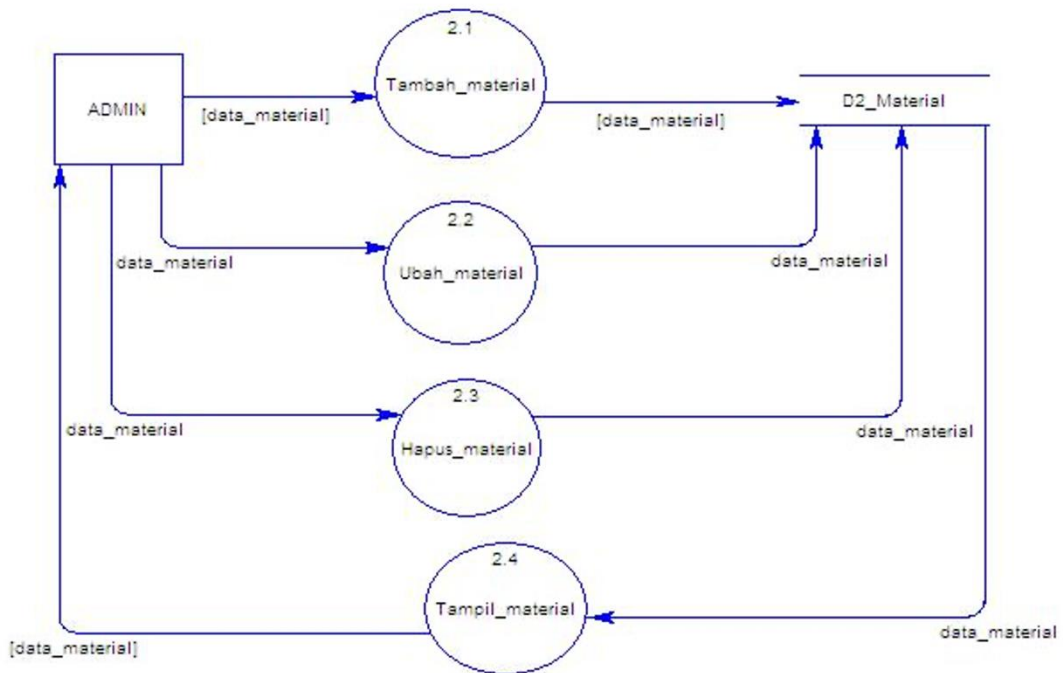 2.1
Tambah_material
ADMIN
[data_material]
[data_material]
D2_Material
2.2
Ubah_material
data_material
data_material
2.3
Hapus_material
data_material
data_material
2.4
Tampil_material
[data_material]
data_material